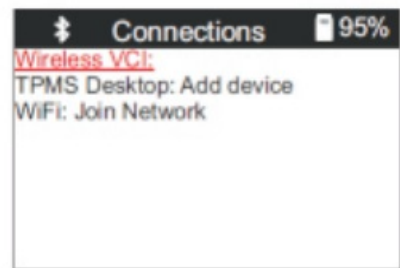 Connections 95%
Wireless VCI:
TPMS Desktop: Add device
WiFi: Join Network